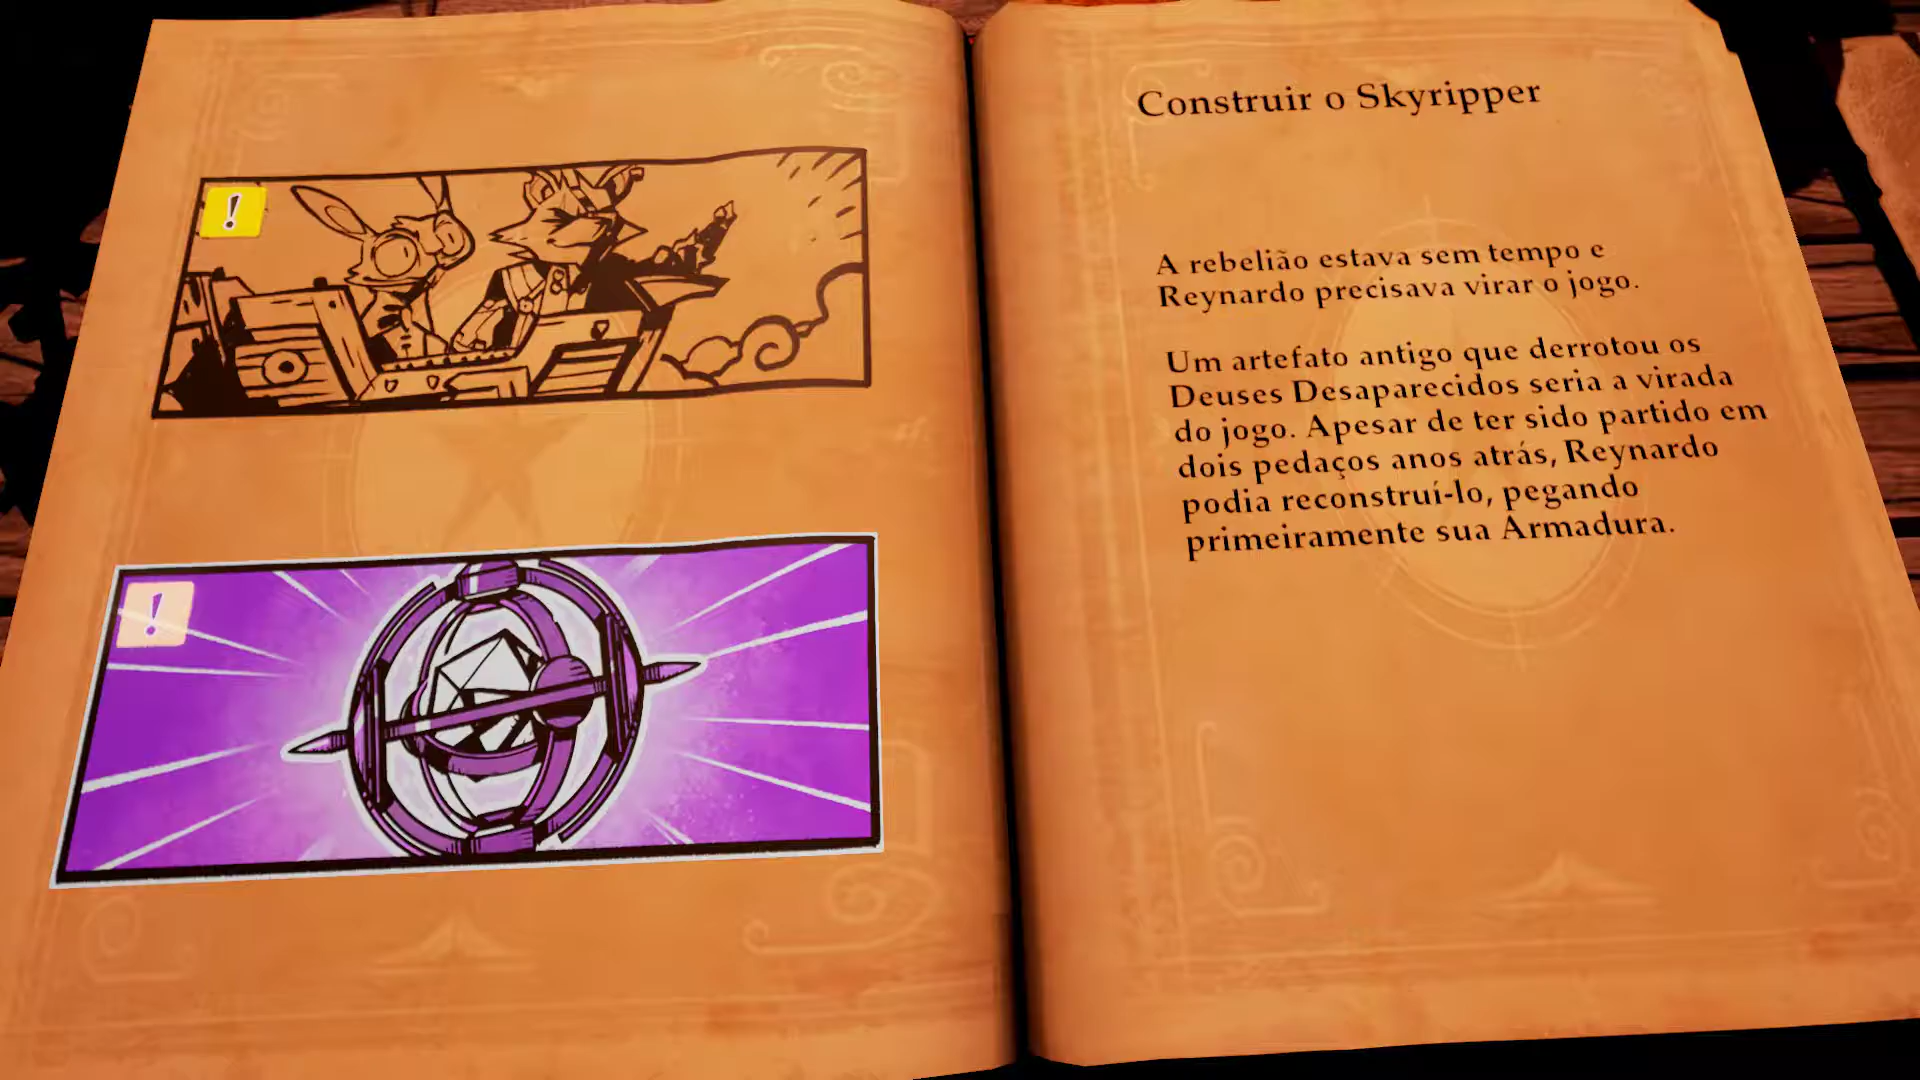 !
!
Construir o Skyripper
A rebelião estava sem tempo e
Reynardo precisava virar o jogo.
Um artefato antigo que derrotou os
Deuses Desaparecidos seria a virada
do jogo. Apesar de ter sido partido em
dois pedaços anos atrás, Reynardo
podia reconstruí-lo, pegando
primeiramente sua Armadura.